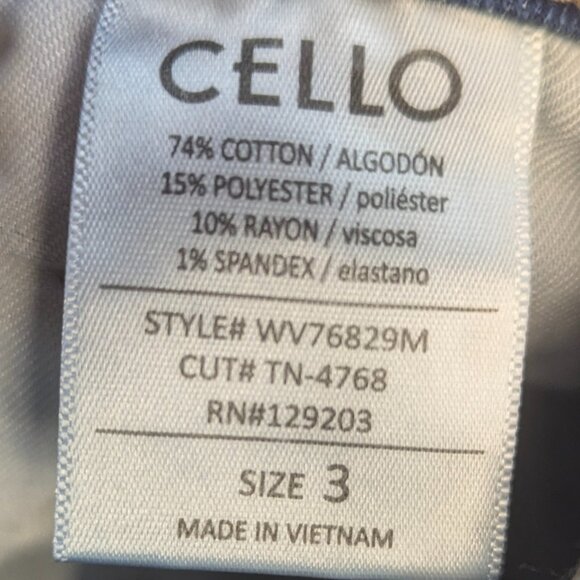 CELLO
74% COTTON / ALGODÓN
15% POLYESTER / poliéster
10% RAYON / viscosa
1% SPANDEX / elastano
STYLE# WV76829M
CUT# TN-4768
RN#129203
SIZE 3
MADE IN VIETNAM